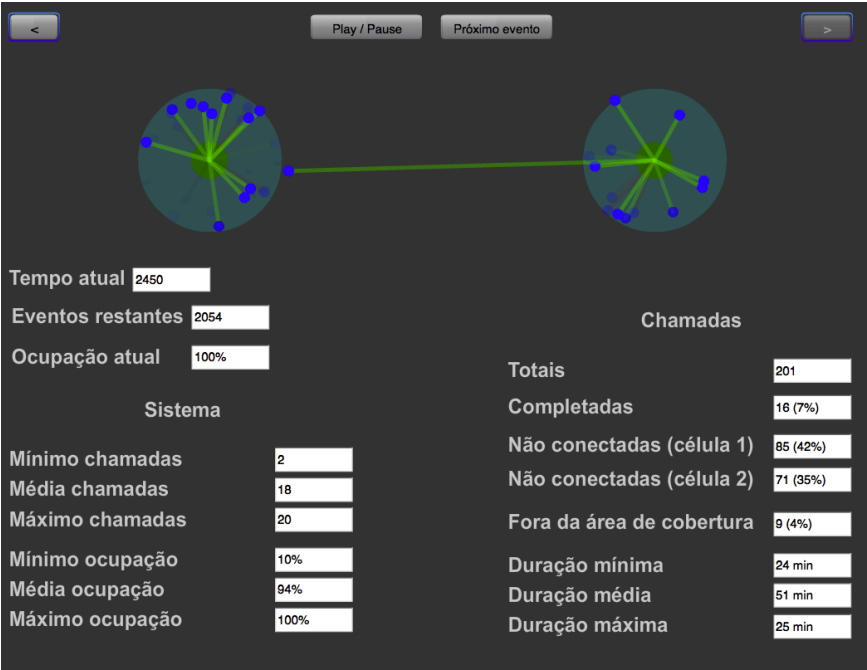 <
Play / Pause
Próximo evento
>
Tempo atual 2450
Eventos restantes 2054
Ocupação atual 100%
Sistema
Mínimo chamadas 2
Média chamadas 18
Máximo chamadas 20
Mínimo ocupação 10%
Média ocupação 94%
Máximo ocupação 100%
Chamadas
Totais 201
Completadas 16 (7%)
Não conectadas (célula 1) 85 (42%)
Não conectadas (célula 2) 71 (35%)
Fora da área de cobertura 9 (4%)
Duração mínima 24 min
Duração média 51 min
Duração máxima 25 min